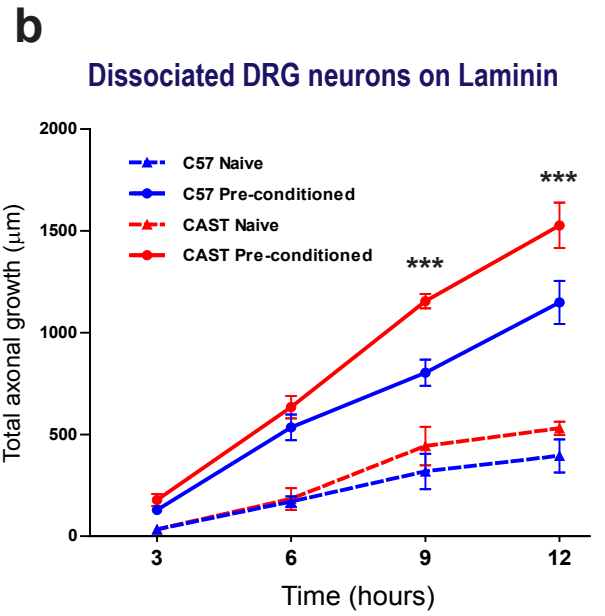 b
Dissociated DRG neurons on Laminin
2000
1500
1000
500
0
Total axonal growth (μm)
C57 Naive
C57 Pre-conditioned
CAST Naive
CAST Pre-conditioned
***
***
3 6 9 12
Time (hours)